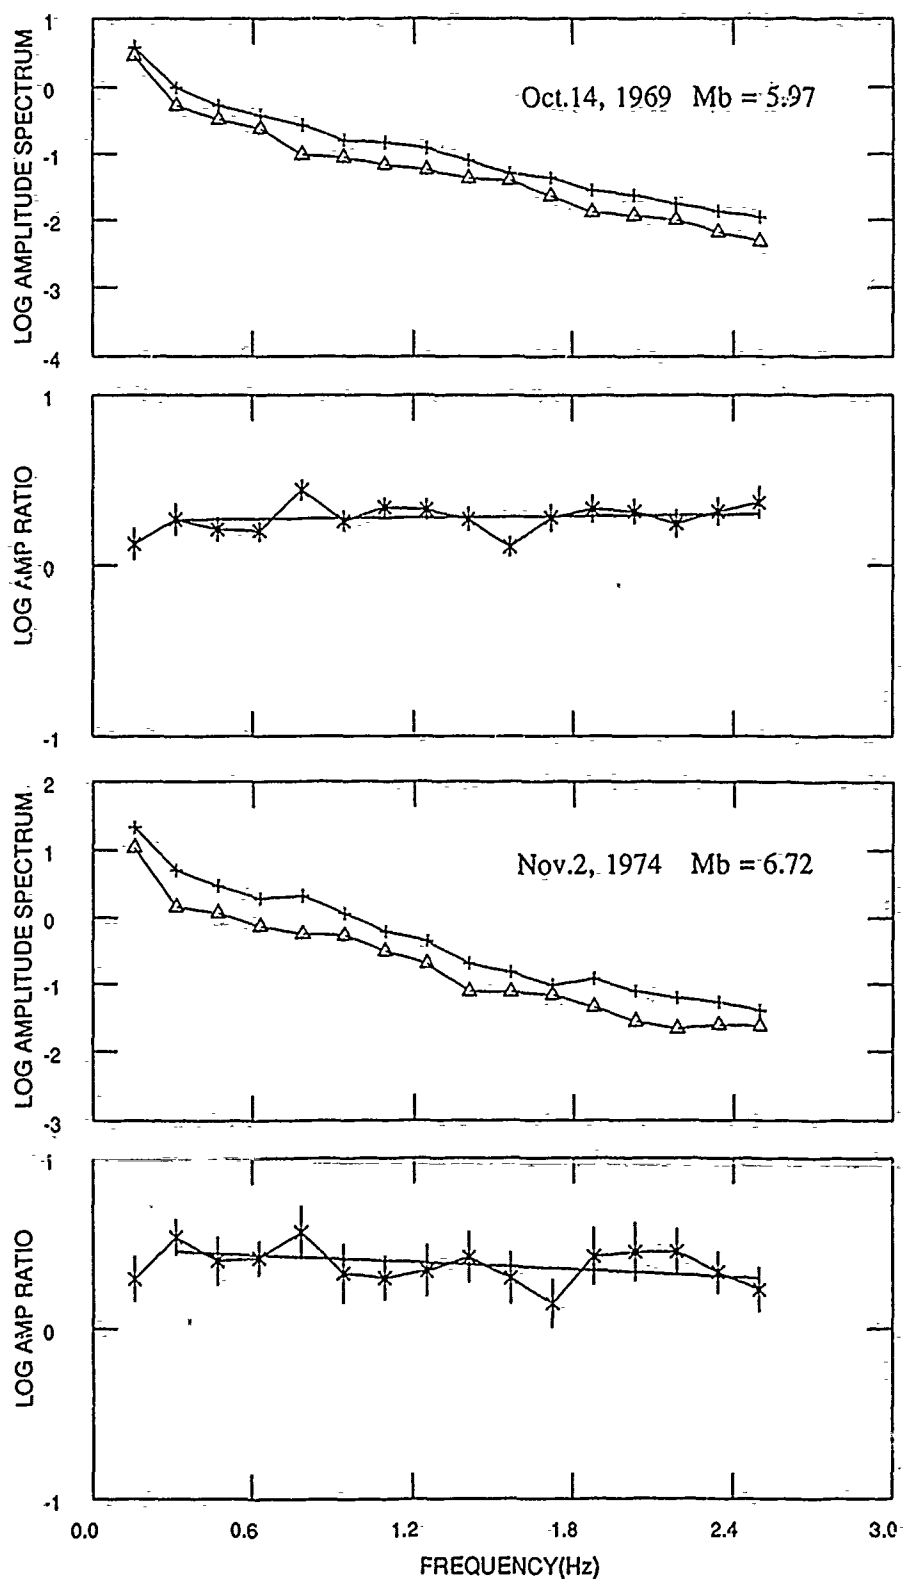 1
0
-1
-2
-3
-4
LOG AMPLITUDE SPECTRUM
Oct.14, 1969 Mb = 5.97
1
0
-1
LOG AMP RATIO
2
1
0
-1
-2
-3
LOG AMPLITUDE SPECTRUM
Nov.2, 1974 Mb = 6.72
1
0
-1
LOG AMP RATIO
0.0 0.6 1.2 1.8 2.4 3.0
FREQUENCY(Hz)